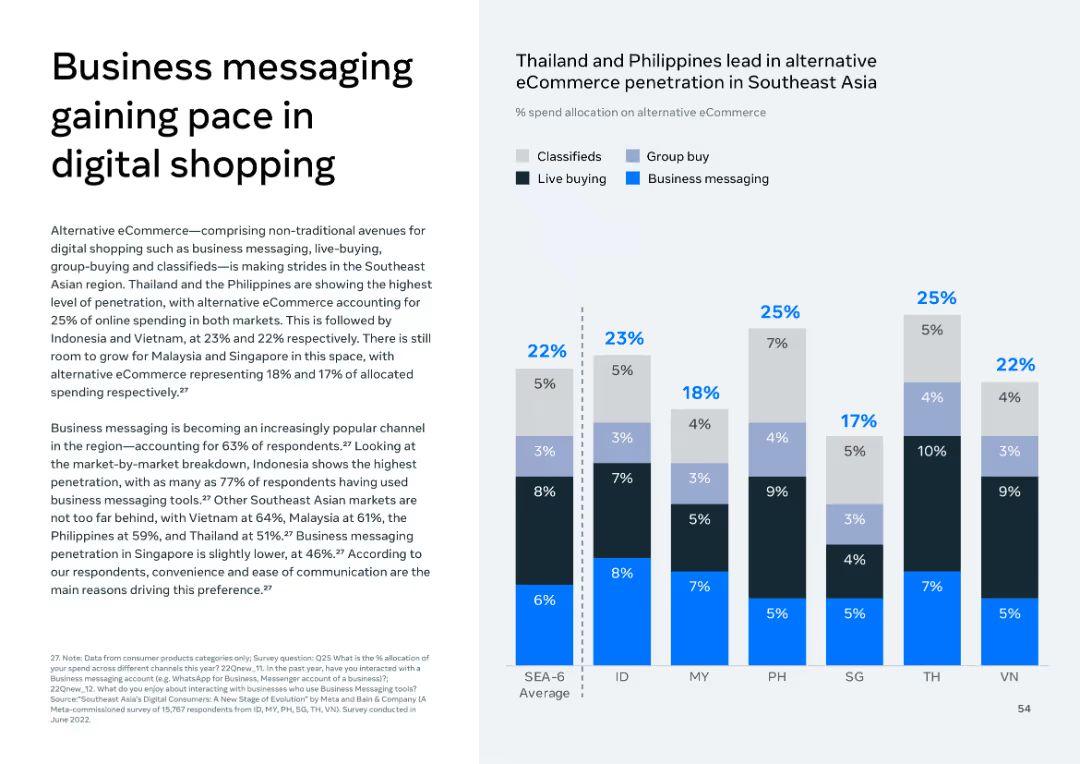 Business messaging
gaining pace in
digital shopping
Alternative eCommerce—comprising non-traditional avenues for
digital shopping such as business messaging, live-buying,
group-buying and classifieds—is making strides in the Southeast
Asian region. Thailand and the Philippines are showing the highest
level of penetration, with alternative eCommerce accounting for
25% of online spending in both markets. This is followed by
Indonesia and Vietnam, at 23% and 22% respectively. There is still
room to grow for Malaysia and Singapore in this space, with
alternative eCommerce representing 18% and 17% of allocated
spending respectively.²⁷
Business messaging is becoming an increasingly popular channel
in the region—accounting for 63% of respondents.²⁷ Looking at
the market-by-market breakdown, Indonesia shows the highest
penetration, with as many as 77% of respondents having used
business messaging tools.²⁷ Other Southeast Asian markets are
not too far behind, with Vietnam at 64%, Malaysia at 61%, the
Philippines at 59%, and Thailand at 51%.²⁷ Business messaging
penetration in Singapore is slightly lower, at 46%.²⁷ According to
our respondents, convenience and ease of communication are the
main reasons driving this preference.²⁷
27. Note: Data from consumer products categories only; Survey question: Q25 What is the % allocation of
your spend across different channels this year? 22Qnew_11. In the past year, have you interacted with a
Business messaging account (e.g. WhatsApp for Business, Messenger account of a business)?;
22Qnew_12. What do you enjoy about interacting with businesses who use Business Messaging tools?
Source:"Southeast Asia's Digital Consumers: A New Stage of Evolution" by Meta and Bain & Company (A
Meta-commissioned survey of 15,767 respondents from ID, MY, PH, SG, TH, VN). Survey conducted in
June 2022.
Thailand and Philippines lead in alternative
eCommerce penetration in Southeast Asia
% spend allocation on alternative eCommerce
Classifieds Group buy
Live buying Business messaging
22% 23% 18% 25% 17% 25% 22%
5% 5% 4% 7% 5% 5% 4%
3% 3% 3% 4% 3% 4% 3%
8% 7% 5% 9% 4% 10% 9%
6% 8% 7% 5% 5% 7% 5%
SEA-6 ID MY PH SG TH VN
Average
54